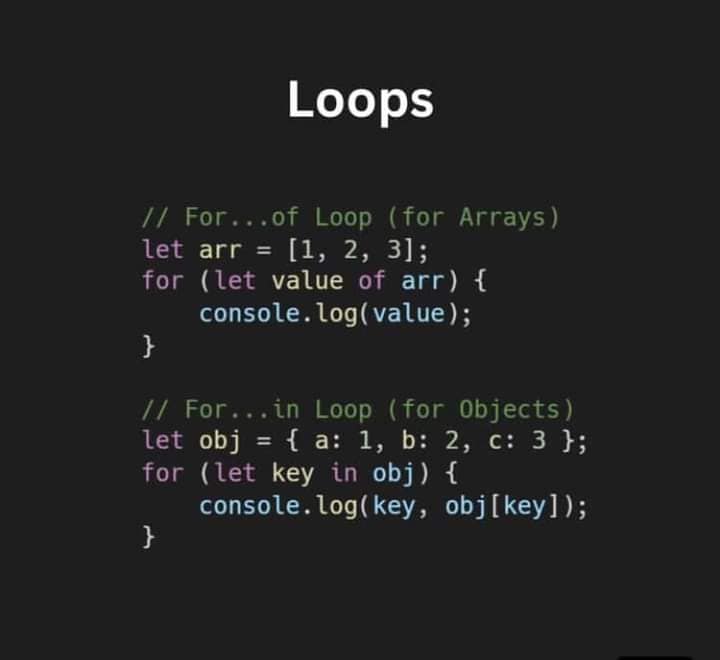 Loops
// For...of Loop (for Arrays)
let arr = [1, 2, 3];
for (let value of arr) {
    console.log(value);
}
// For...in Loop (for Objects)
let obj = { a: 1, b: 2, c: 3 };
for (let key in obj) {
    console.log(key, obj[key]);
}